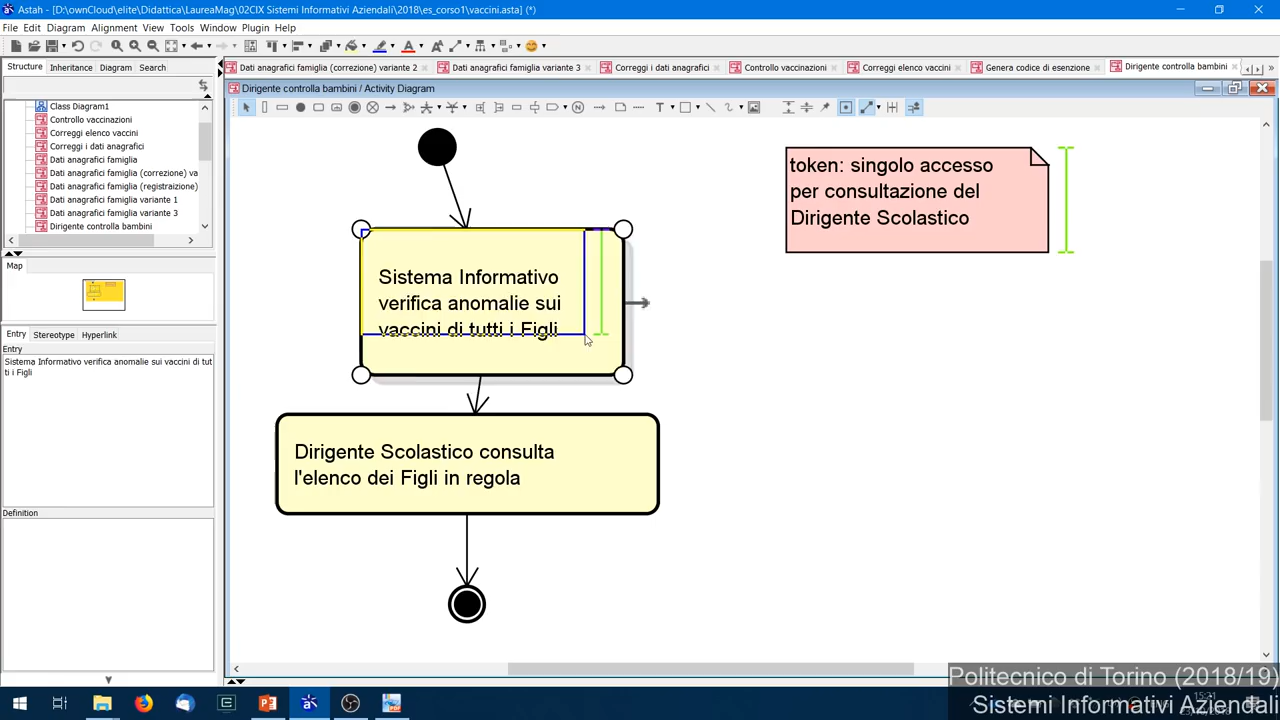 Astah - [D:\ownCloud\elite\Didattica\LaureaMag\02CIX Sistemi Informativi Aziendali\2018\es_corso1\vaccini.asta] (*)
File Edit Diagram Alignment View Tools Window Plugin Help
Structure Inheritance Diagram Search
Dati anagrafici famiglia (correzione) variante 2 Dati anagrafici famiglia variante 3 Correggi i dati anagrafici Controllo vaccinazioni Correggi elenco vaccini Genera codice di esenzione Dirigente controlla bambini
Dirigente controlla bambini / Activity Diagram
Class Diagram1
Controllo vaccinazioni
Correggi elenco vaccini
Correggi i dati anagrafici
Dati anagrafici famiglia
Dati anagrafici famiglia (correzione) va
Dati anagrafici famiglia (registrazione)
Dati anagrafici famiglia variante 1
Dati anagrafici famiglia variante 3
Dirigente controlla bambini
Map
Entry Stereotype Hyperlink
Entry
Sistema Informativo verifica anomalie sui vaccini di tut
ti i Figli
Definition
token: singolo accesso
per consultazione del
Dirigente Scolastico
Sistema Informativo
verifica anomalie sui
vaccini di tutti i Figli
Dirigente Scolastico consulta
l'elenco dei Figli in regola
Politecnico di Torino (2018/19)
Sistemi Informativi Aziendali
15:21